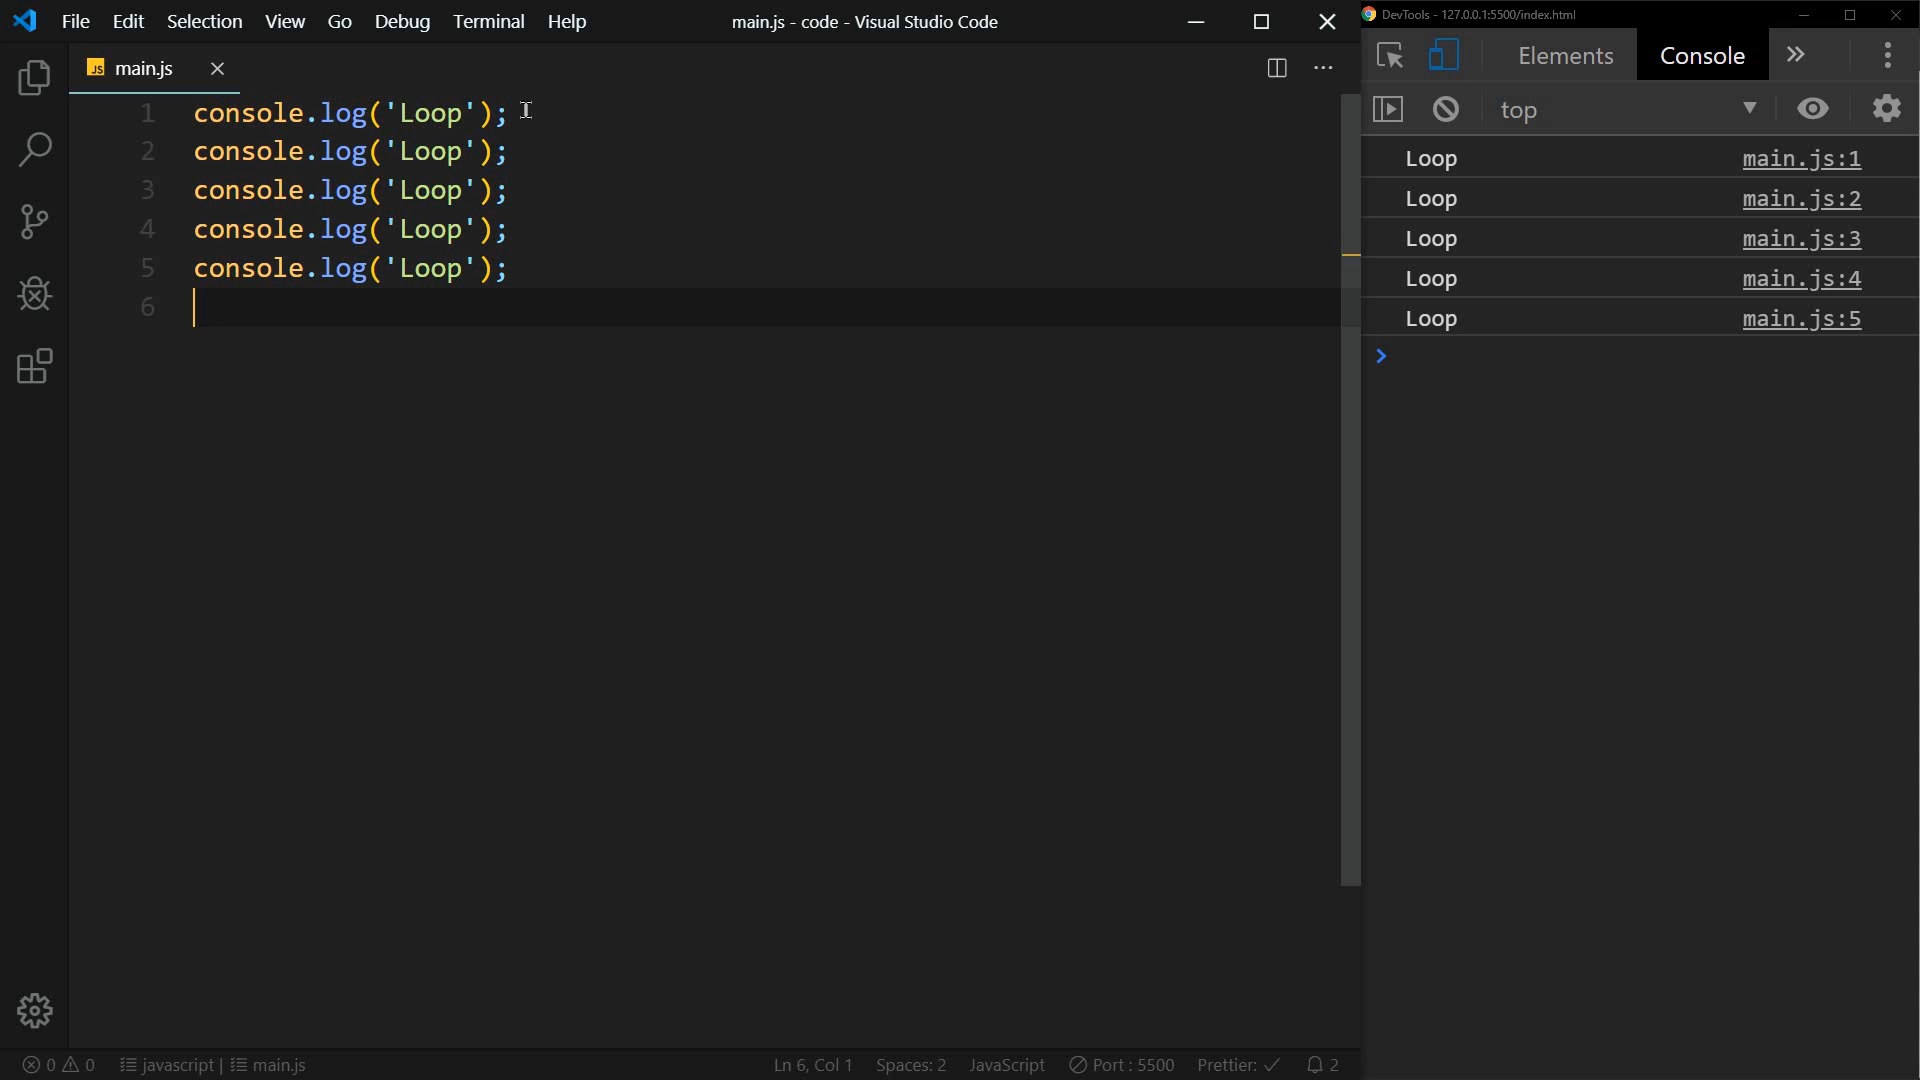 File Edit Selection View Go Debug Terminal Help main.js - code - Visual Studio Code
JS main.js
1 console.log('Loop');
2 console.log('Loop');
3 console.log('Loop');
4 console.log('Loop');
5 console.log('Loop');
6
0 0 javascript | main.js Ln 6, Col 1 Spaces: 2 JavaScript Port : 5500 Prettier: ✓ 2
DevTools - 127.0.0.1:5500/index.html
Elements Console
top
Loop main.js:1
Loop main.js:2
Loop main.js:3
Loop main.js:4
Loop main.js:5